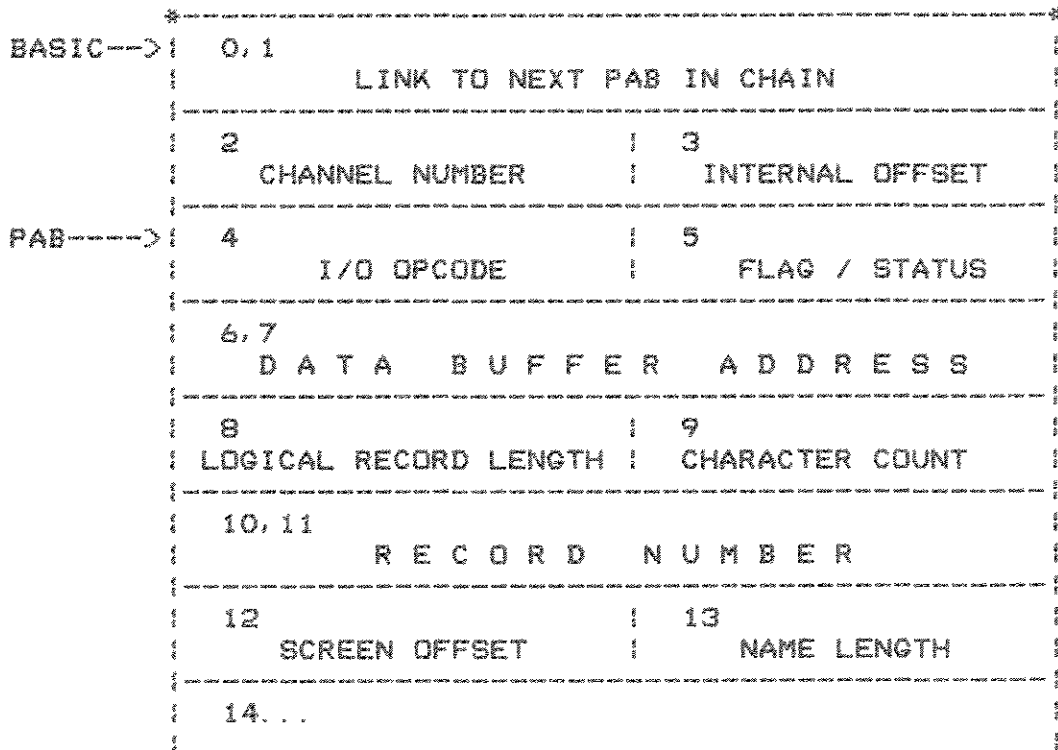 BASIC--> 0,1
LINK TO NEXT PAB IN CHAIN
2 3
CHANNEL NUMBER INTERNAL OFFSET
PAB----> 4 5
I/O OPCODE FLAG / STATUS
6,7
D A T A B U F F E R A D D R E S S
8 9
LOGICAL RECORD LENGTH CHARACTER COUNT
10,11
R E C O R D N U M B E R
12 13
SCREEN OFFSET NAME LENGTH
14...